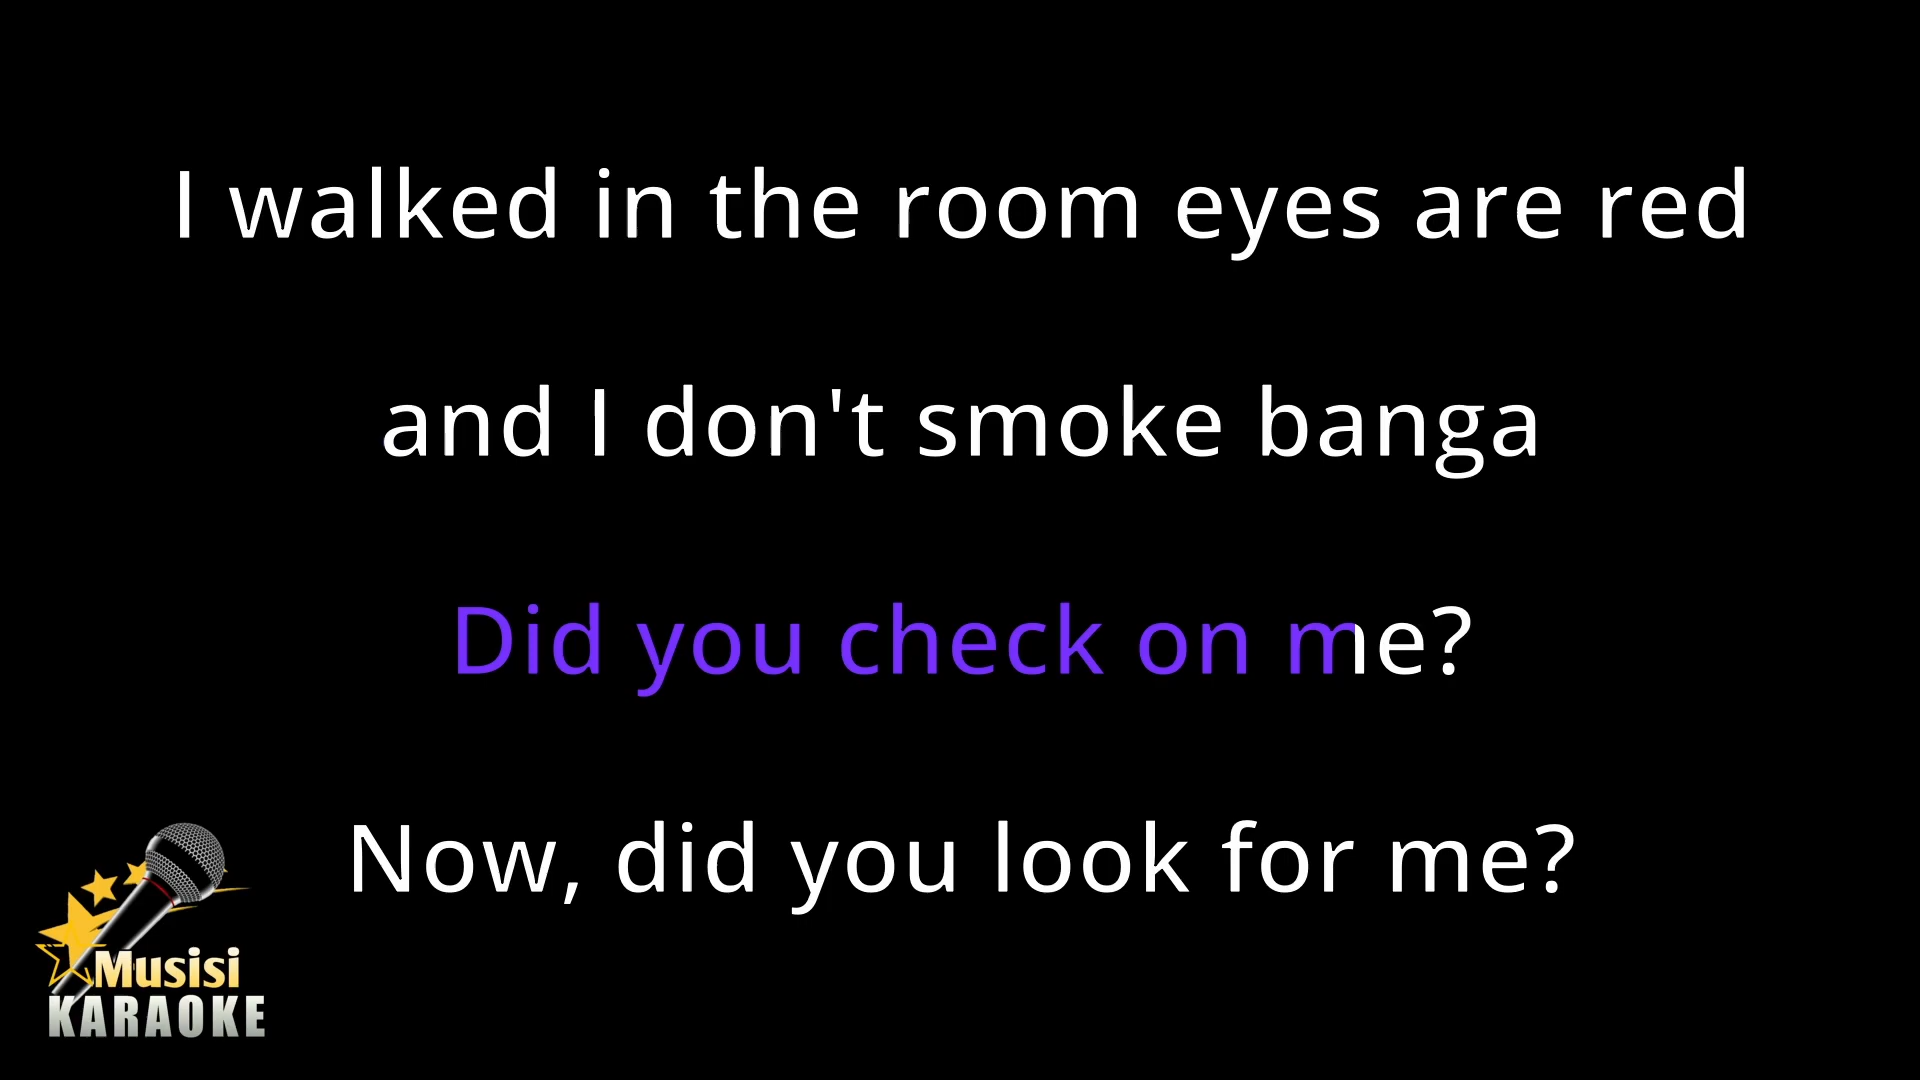 I walked in the room eyes are red
and I don't smoke banga
Did you check on me?
Now, did you look for me?
Musisi
KARAOKE